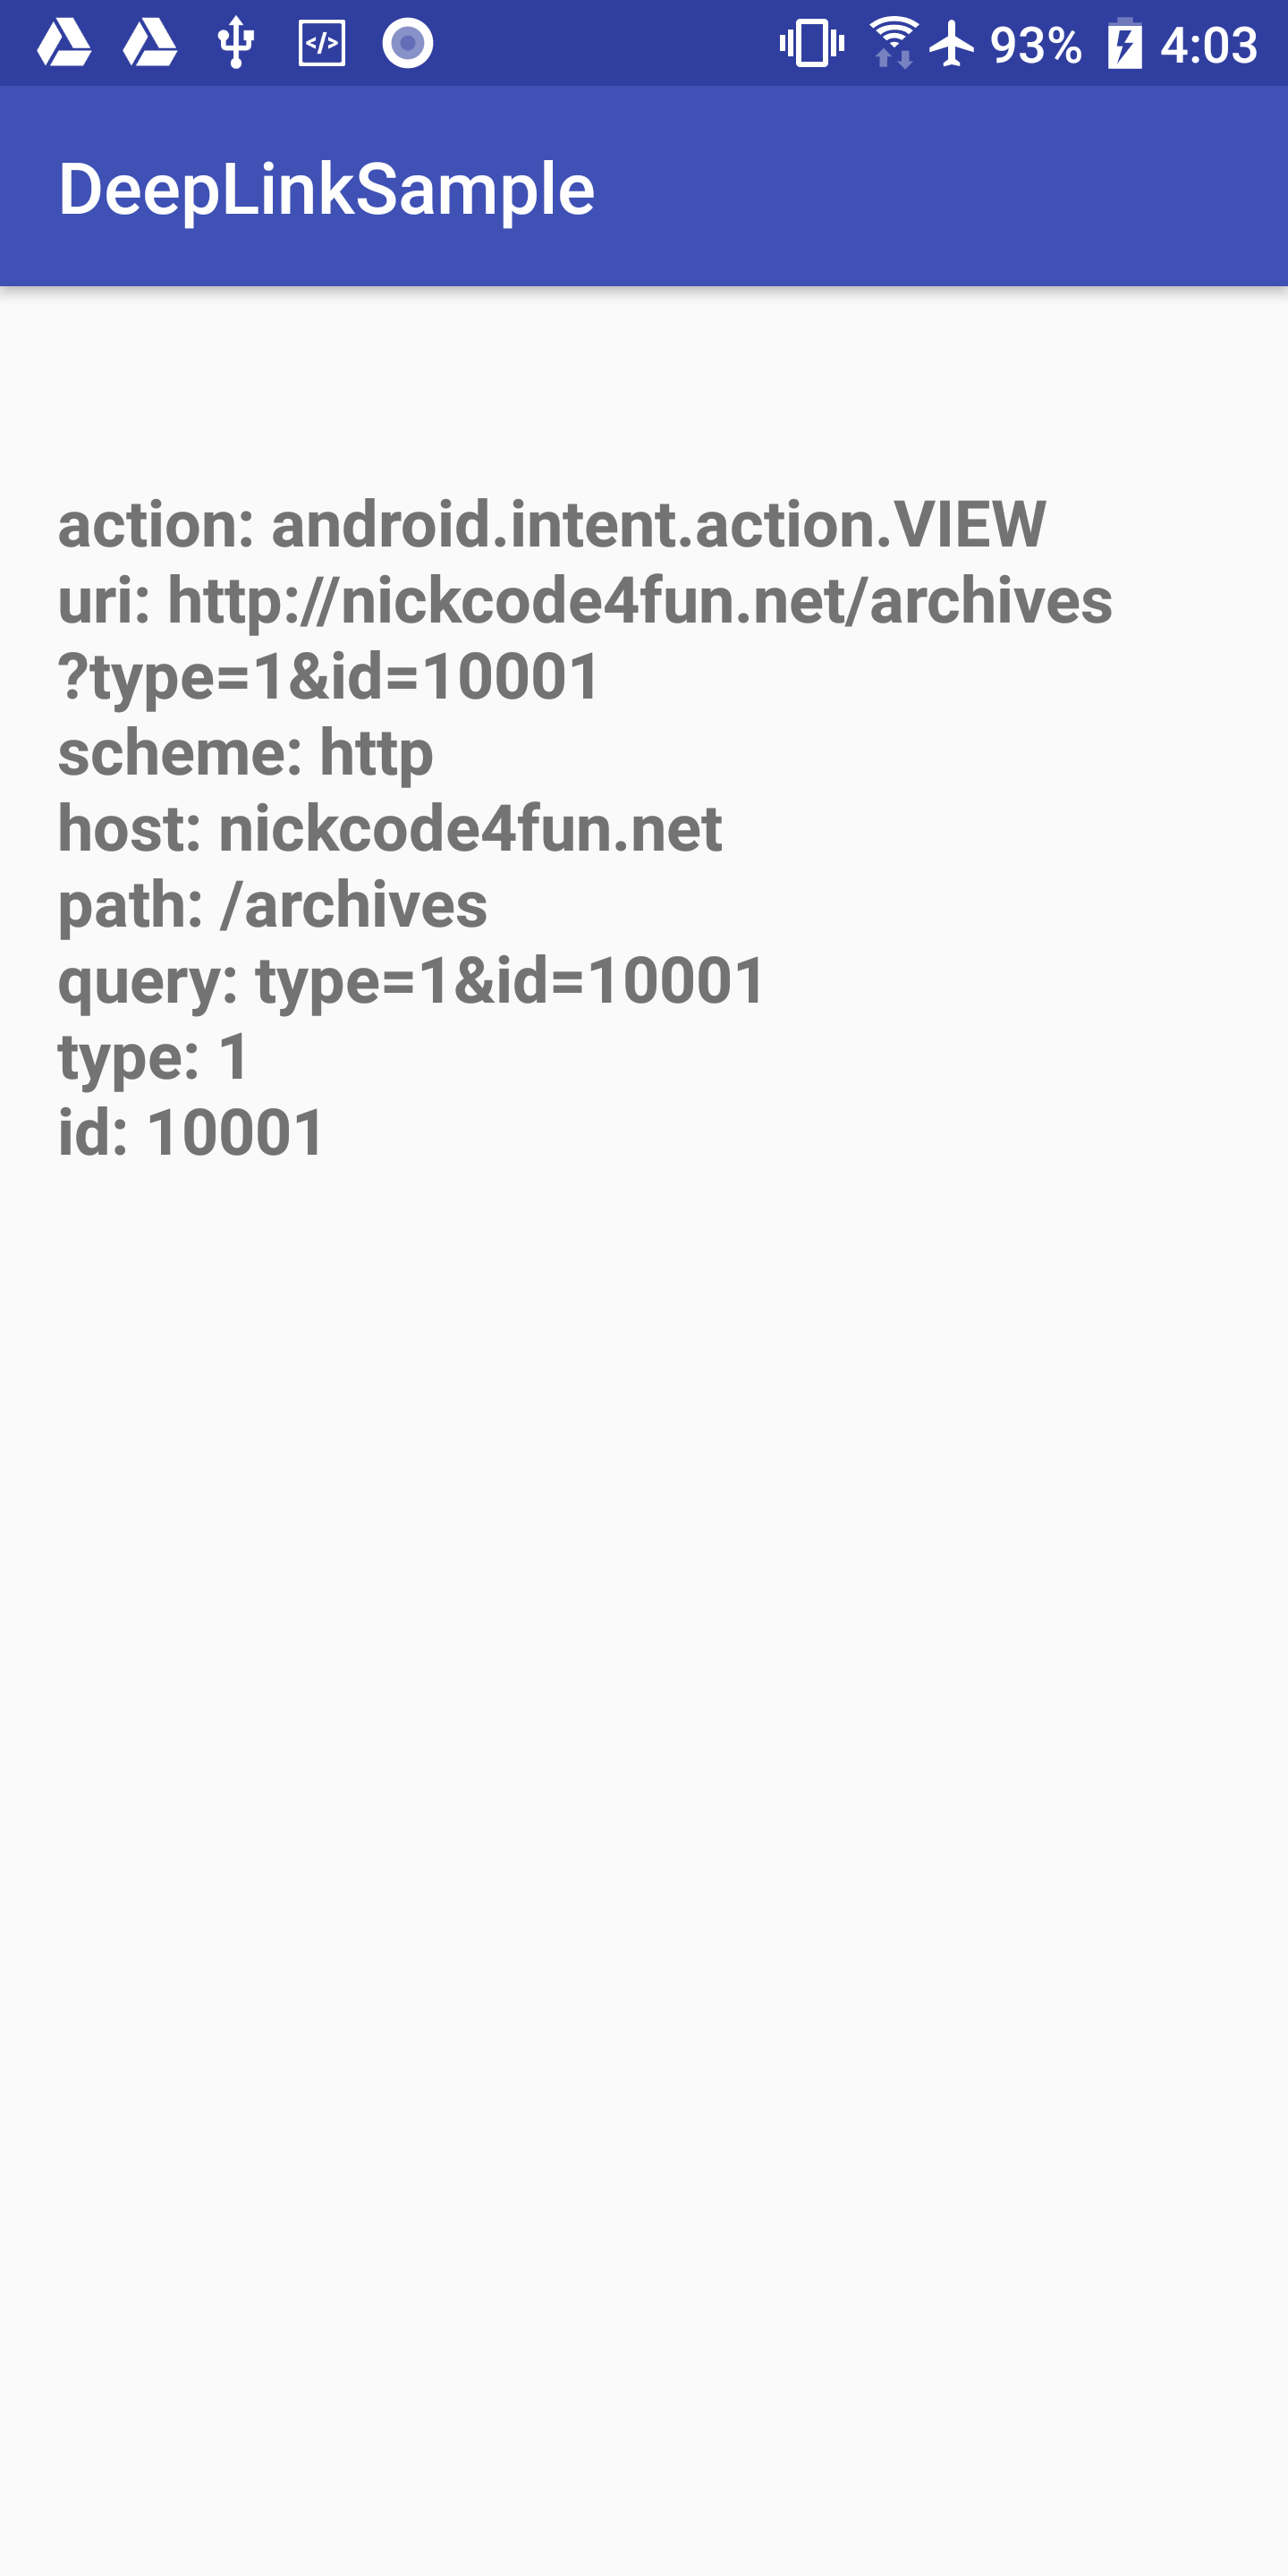 93% 4:03
DeepLinkSample
action: android.intent.action.VIEW
uri: http://nickcode4fun.net/archives
?type=1&id=10001
scheme: http
host: nickcode4fun.net
path: /archives
query: type=1&id=10001
type: 1
id: 10001